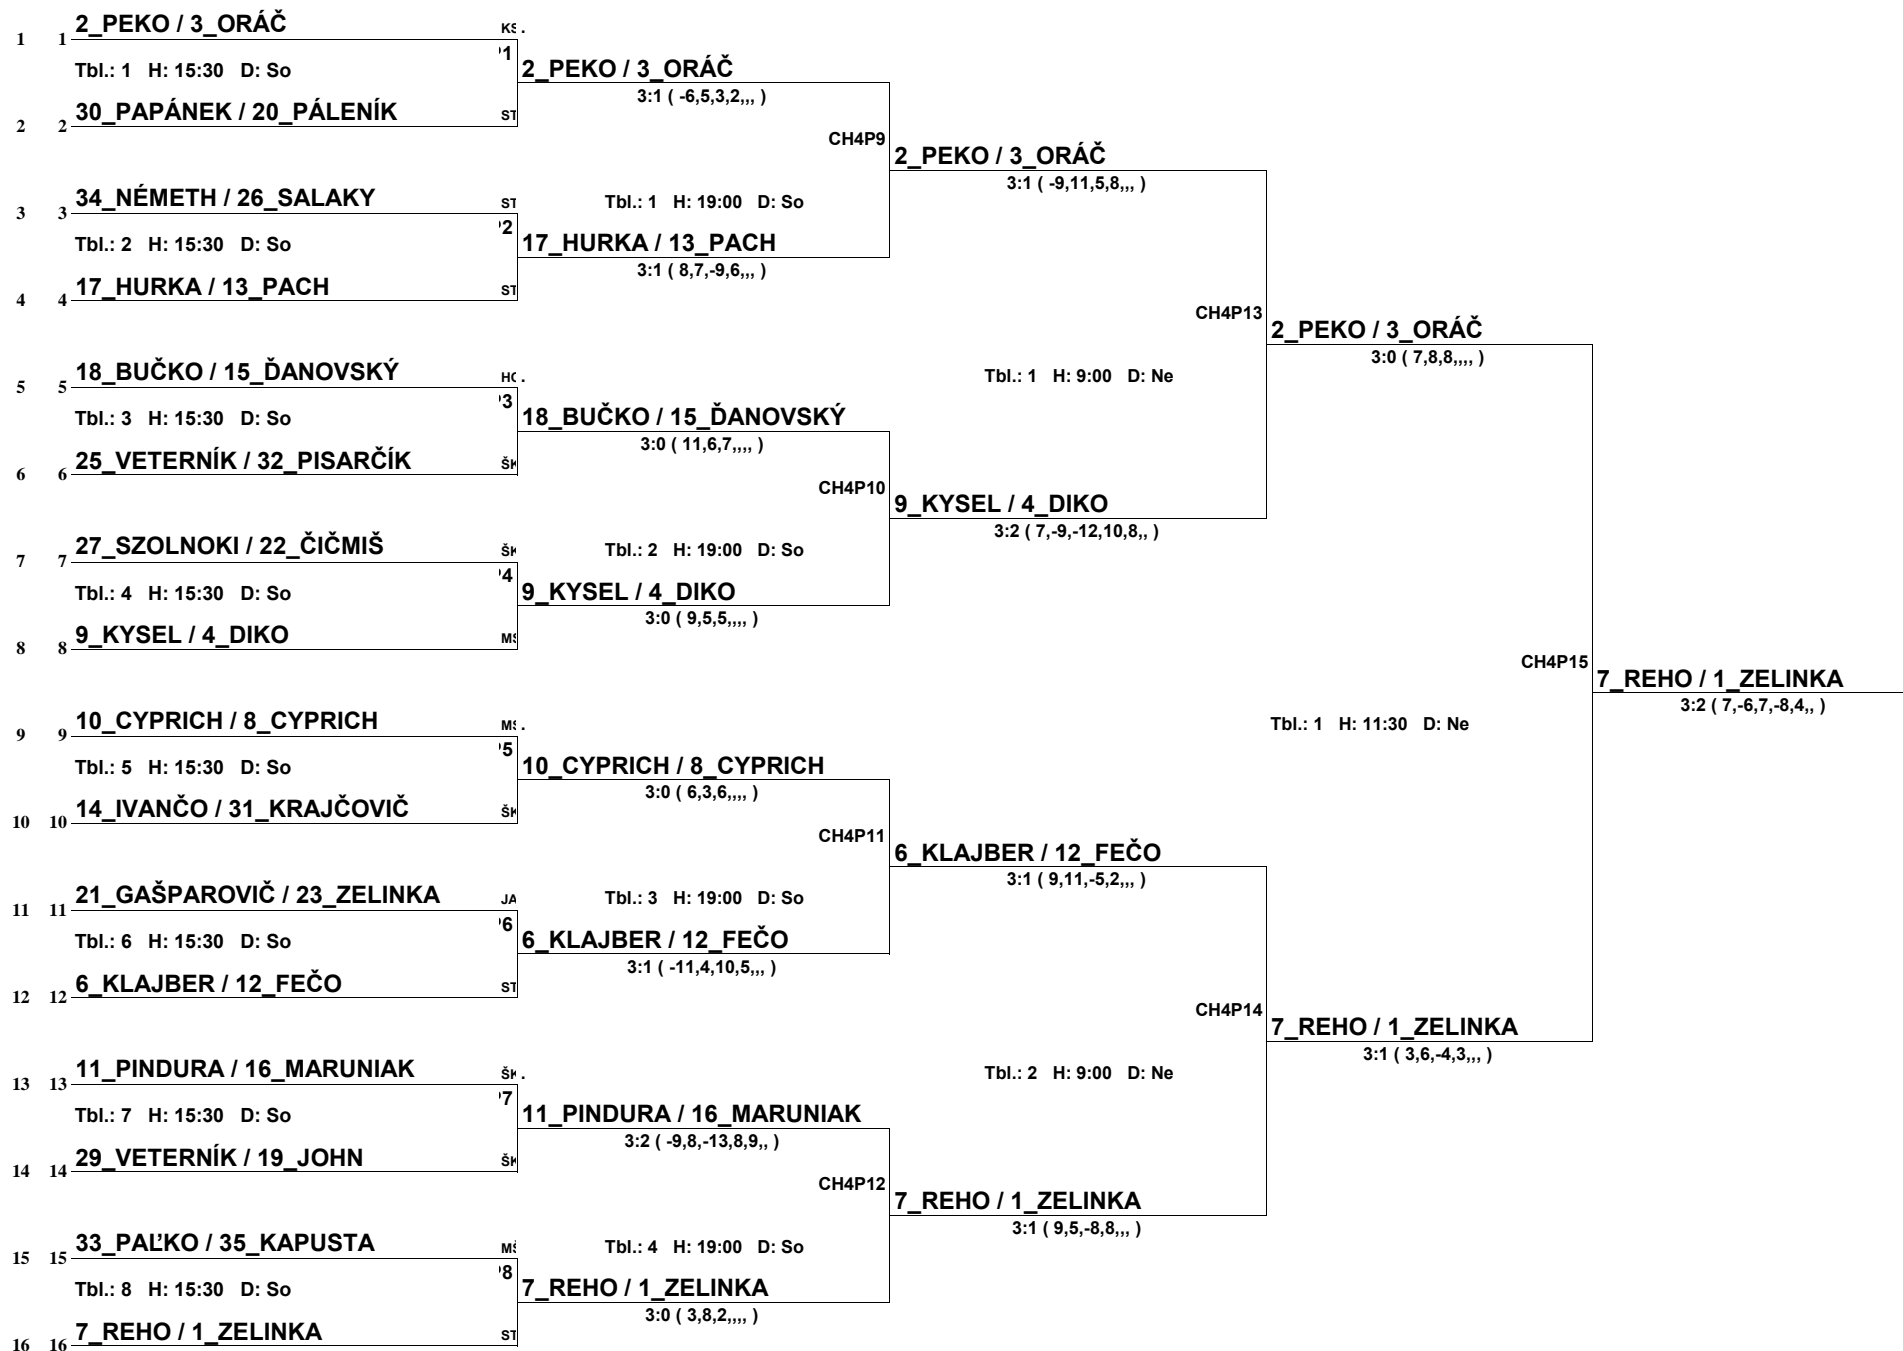 1 1 2_PEKO / 3_ORÁČ KS .
Tbl.: 1 H: 15:30 D: So
2 2 30_PAPÁNEK / 20_PÁLENÍK ST
3 3 34_NÉMETH / 26_SALAKY ST
Tbl.: 2 H: 15:30 D: So
4 4 17_HURKA / 13_PACH ST
5 5 18_BUČKO / 15_ĎANOVSKÝ
Tbl.: 3 H: 15:30 D: So
6 6 25_VETERNÍK / 32_PISARČÍK ŠK
7 7 27_SZOLNOKI / 22_ČIČMIŠ ŠK
Tbl.: 4 H: 15:30 D: So
8 8 9_KYSEL / 4_DIKO
9 9 10_CYPRICH / 8_CYPRICH
Tbl.: 5 H: 15:30 D: So
10 10 14_IVANČO / 31_KRAJČOVIČ ŠK
11 11 21_GAŠPAROVIČ / 23_ZELINKA JA
Tbl.: 6 H: 15:30 D: So
12 12 6_KLAJBER / 12_FEČO ST
13 13 11_PINDURA / 16_MARUNIAK ŠK .
Tbl.: 7 H: 15:30 D: So
14 14 29_VETERNÍK / 19_JOHN ŠK
15 15 33_PAĽKO / 35_KAPUSTA
Tbl.: 8 H: 15:30 D: So
16 16 7_REHO / 1_ZELINKA ST
2_PEKO / 3_ORÁČ
3:1 ( -6,5,3,2,,, )
CH4P9
Tbl.: 1 H: 19:00 D: So
17_HURKA / 13_PACH
3:1 ( 8,7,-9,6,,, )
18_BUČKO / 15_ĎANOVSKÝ
3:0 ( 11,6,7,,,, )
CH4P10
Tbl.: 2 H: 19:00 D: So
9_KYSEL / 4_DIKO
3:0 ( 9,5,5,,,, )
10_CYPRICH / 8_CYPRICH
3:0 ( 6,3,6,,,, )
CH4P11
Tbl.: 3 H: 19:00 D: So
6_KLAJBER / 12_FEČO
3:1 ( -11,4,10,5,,, )
11_PINDURA / 16_MARUNIAK
3:2 ( -9,8,-13,8,9,, )
CH4P12
Tbl.: 4 H: 19:00 D: So
7_REHO / 1_ZELINKA
3:0 ( 3,8,2,,,, )
2_PEKO / 3_ORÁČ
3:1 ( -9,11,5,8,,, )
CH4P13
Tbl.: 1 H: 9:00 D: Ne
9_KYSEL / 4_DIKO
3:2 ( 7,-9,-12,10,8,, )
6_KLAJBER / 12_FEČO
3:1 ( 9,11,-5,2,,, )
CH4P14
Tbl.: 2 H: 9:00 D: Ne
7_REHO / 1_ZELINKA
3:1 ( 9,5,-8,8,,, )
2_PEKO / 3_ORÁČ
3:0 ( 7,8,8,,,, )
CH4P15
Tbl.: 1 H: 11:30 D: Ne
7_REHO / 1_ZELINKA
3:1 ( 3,6,-4,3,,, )
7_REHO / 1_ZELINKA
3:2 ( 7,-6,7,-8,4,, )